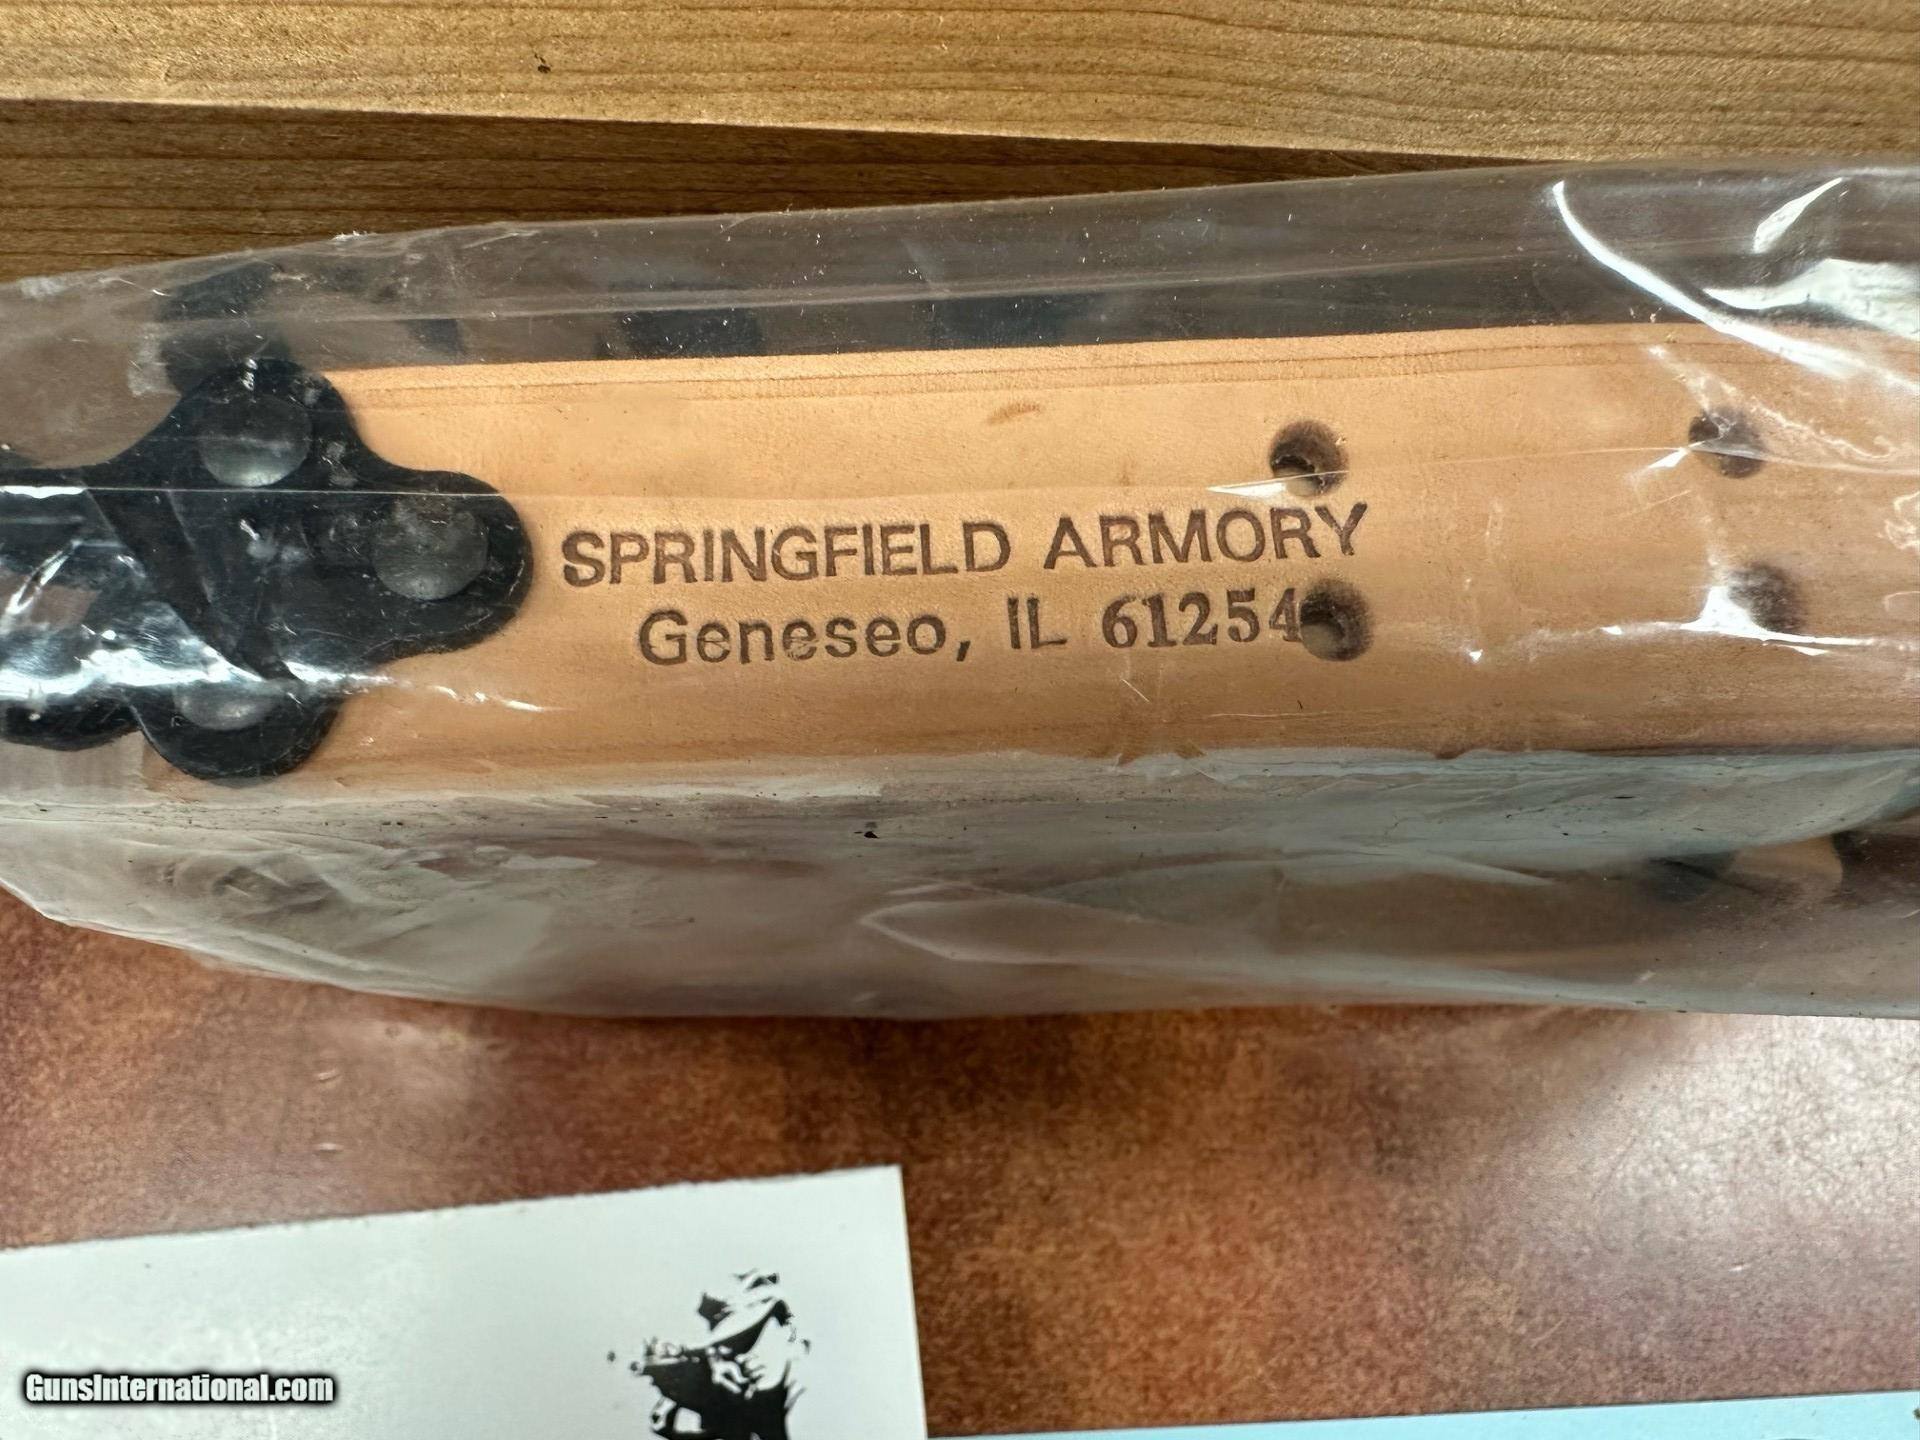 SPRINGFIELD ARMORY
Geneseo, IL 61254
GunsInternational.com